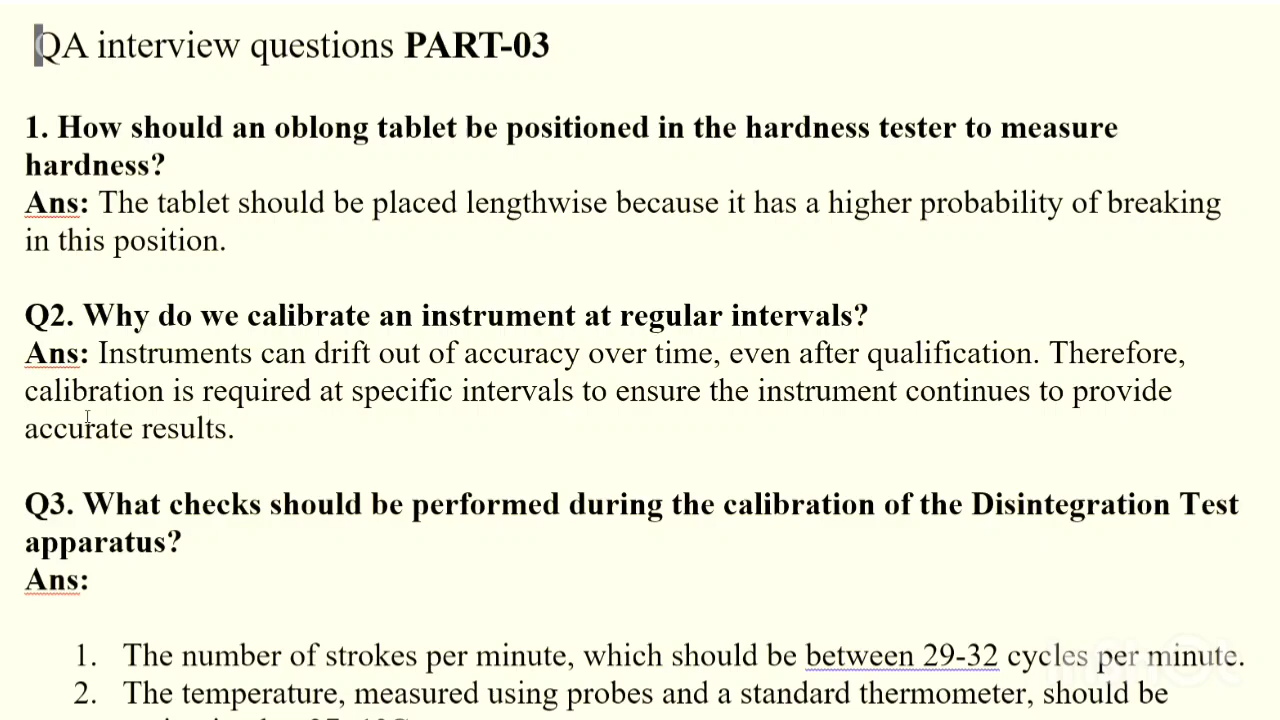 QA interview questions PART-03
1. How should an oblong tablet be positioned in the hardness tester to measure
hardness?
Ans: The tablet should be placed lengthwise because it has a higher probability of breaking
in this position.
Q2. Why do we calibrate an instrument at regular intervals?
Ans: Instruments can drift out of accuracy over time, even after qualification. Therefore,
calibration is required at specific intervals to ensure the instrument continues to provide
accurate results.
Q3. What checks should be performed during the calibration of the Disintegration Test
apparatus?
Ans:
1. The number of strokes per minute, which should be between 29-32 cycles per minute.
2. The temperature, measured using probes and a standard thermometer, should be